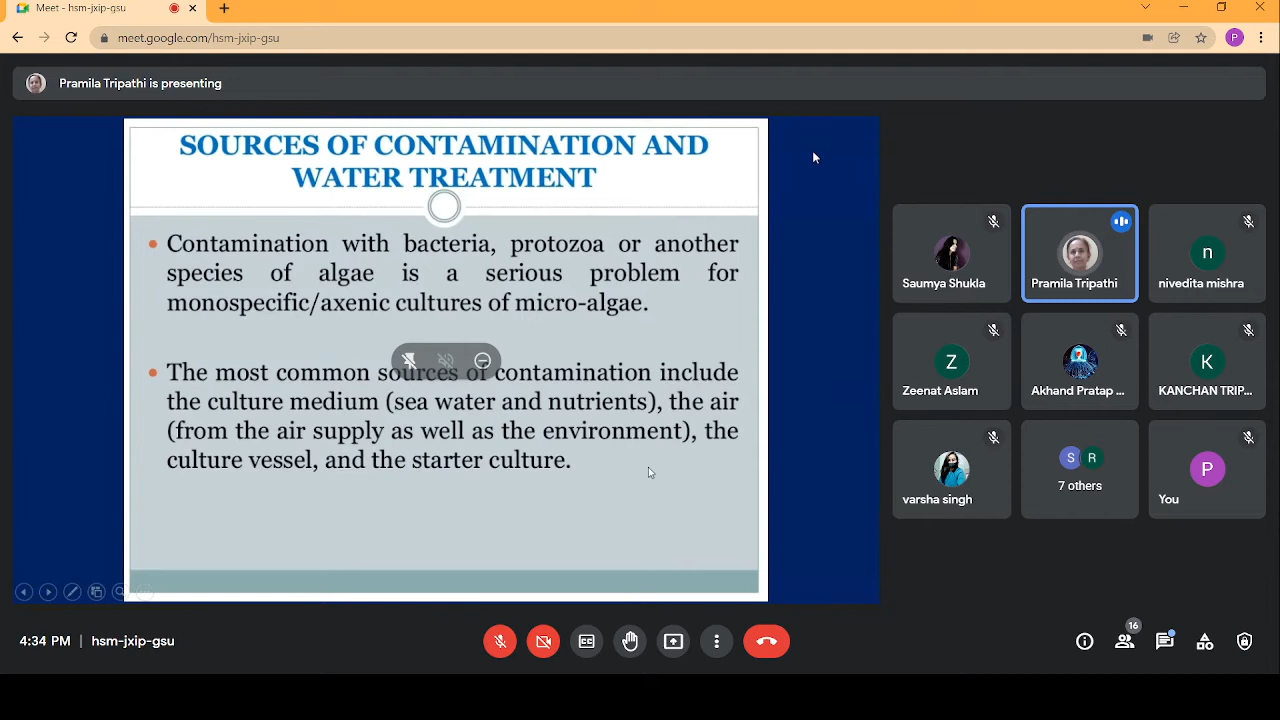 Meet - hsm-jxip-gsu
meet.google.com/hsm-jxip-gsu
P
Pramila Tripathi is presenting
SOURCES OF CONTAMINATION AND
WATER TREATMENT
Contamination with bacteria, protozoa or another
species of algae is a serious problem for
monospecific/axenic cultures of micro-algae.
The most common sources of contamination include
the culture medium (sea water and nutrients), the air
(from the air supply as well as the environment), the
culture vessel, and the starter culture.
Saumya Shukla
Pramila Tripathi
n
nivedita mishra
Z
Zeenat Aslam
Akhand Pratap ...
K
KANCHAN TRIP...
varsha singh
S R
7 others
P
You
4:34 PM | hsm-jxip-gsu
CC
16